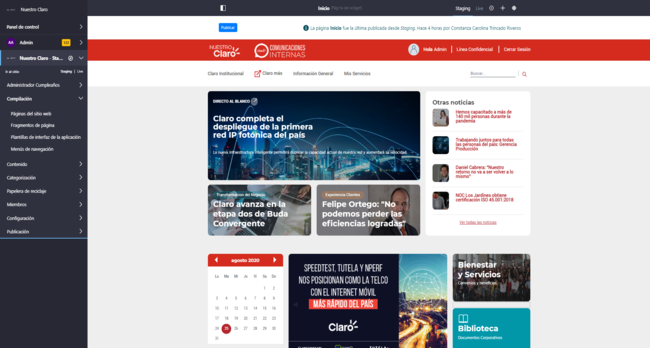 Nuestro Claro
Inicio
Staging
Live
Panel de control
Publicar
La página Inicio fue la última publicada desde Staging. Hace 4 horas por Constanza Carolina Trincado Riveros
AA
Admin
Nuestro Claro - Sta...
Staging | Live
Administrador Cumpleaños
Compilación
Páginas del sitio web
Fragmentos de página
Plantillas de interfaz de la aplicación
Menús de navegación
Contenido
Categorización
Papelera de reciclaje
Miembros
Configuración
Publicación
NUESTRO
Claro
COMUNICACIONES
INTERNAS
Hola Admin
Línea Confidencial
Cerrar Sesión
Claro Institucional
Claro más
Información General
Mis Servicios
Buscar...
DIRECTO AL BLANCO
Claro completa el
despliegue de la primera
red IP fotónica del país
Claro avanza en la
etapa dos de Buda
Convergente
Experiencia Clientes
Felipe Ortego: "No
podemos perder las
eficiencias logradas"
Otras noticias
Hemos capacitado a más de
140 mil personas durante la
pandemia
Trabajando juntos para todas
las personas del país: Gerencia
Producción
Daniel Cabrera: "Nuestro
retorno no va a ser volver a lo
mismo"
NOC Los Jardines obtiene
certificación ISO 45.001 2018
Ver todas las noticias
agosto 2020
Lu Ma Mi Ju Vi Sa Do
1 2
3 4 5 6 7 8 9
10 11 12 13 14 15 16
17 18 19 20 21 22 23
24 25 26 27 28 29 30
31
SPEEDTEST, TUTELA Y NPERF
NOS POSICIONAN COMO LA TELCO
CON EL INTERNET MÓVIL
MÁS RÁPIDO DEL PAÍS
Claro
Bienestar
y Servicios
Convenios y beneficios
Biblioteca
Documentos Corporativos